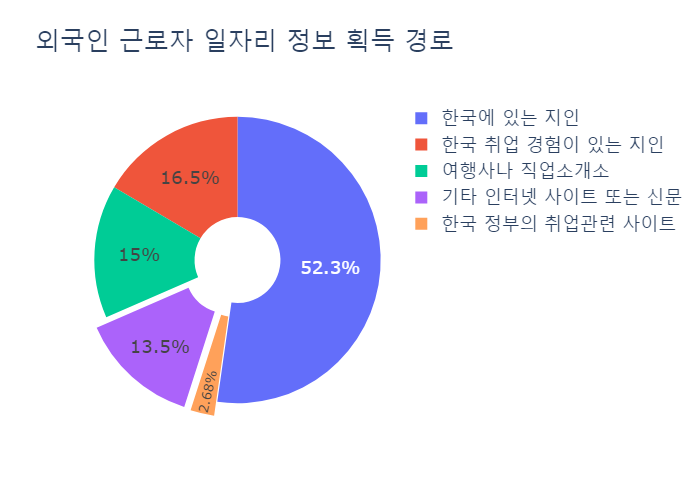 외국인 근로자 일자리 정보 획득 경로
한국에 있는 지인
한국 취업 경험이 있는 지인
여행사나 직업소개소
기타 인터넷 사이트 또는 신문
한국 정부의 취업관련 사이트
16.5%
15%
52.3%
13.5%
2.68%